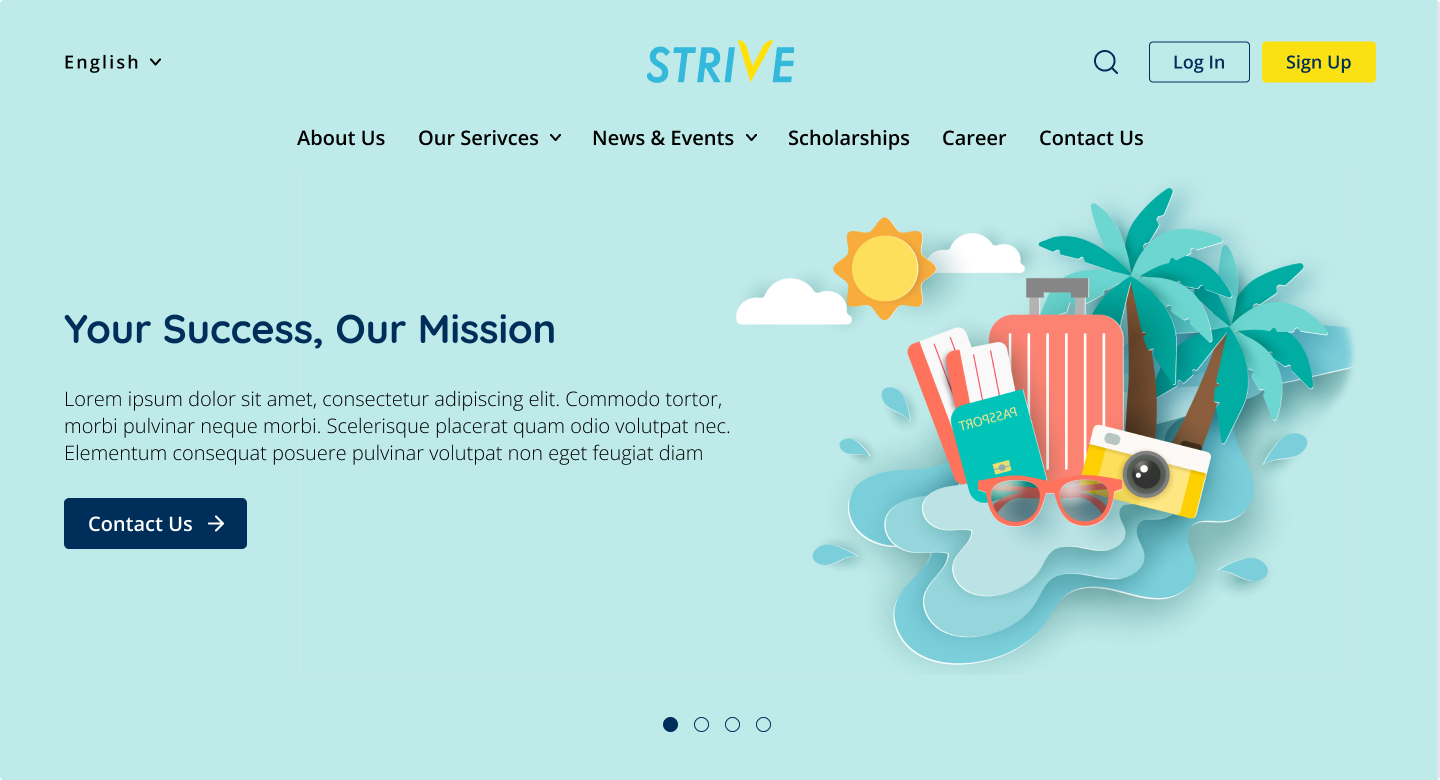 English
STRIVE
Log In
Sign Up
About Us
Our Serivces
News & Events
Scholarships
Career
Contact Us
Your Success, Our Mission
Lorem ipsum dolor sit amet, consectetur adipiscing elit. Commodo tortor,
morbi pulvinar neque morbi. Scelerisque placerat quam odio volutpat nec.
Elementum consequat posuere pulvinar volutpat non eget feugiat diam
Contact Us
PASSPORT